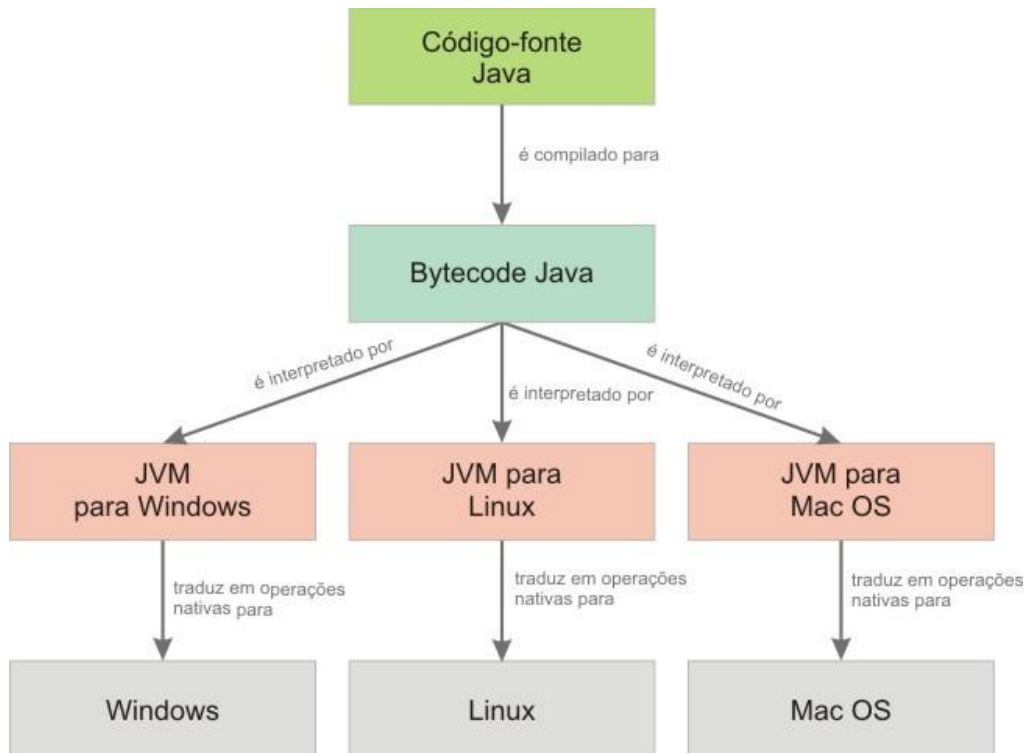 Código-fonte
Java
é compilado para
Bytecode Java
é interpretado por
é interpretado por
é interpretado por
JVM
para Windows
JVM para
Linux
JVM para
Mac OS
traduz em operações
nativas para
traduz em operações
nativas para
traduz em operações
nativas para
Windows
Linux
Mac OS